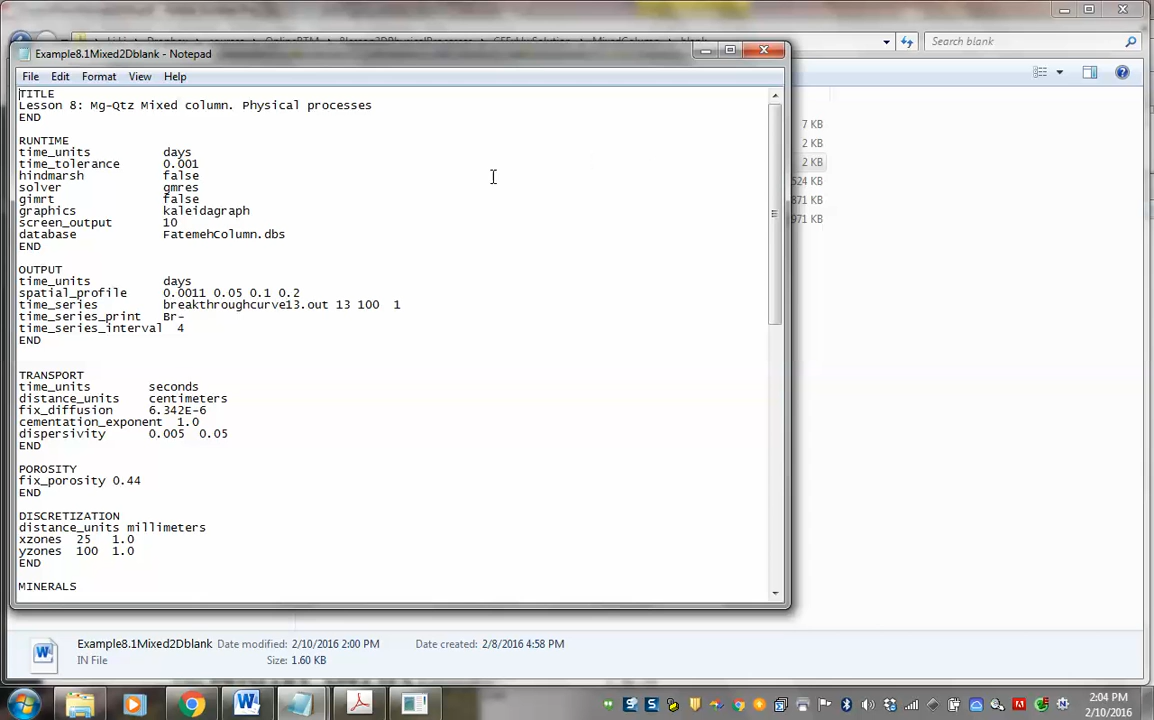 Example8.1Mixed2Dblank - Notepad
Search blank
File Edit Format View Help
TITLE
Lesson 8: Mg-Qtz Mixed column. Physical processes
END
RUNTIME
time_units days
time_tolerance 0.001
hindmarsh false
solver gmres
gimrt false
graphics kaleidagraph
screen_output 10
database FatemehColumn.dbs
END
OUTPUT
time_units days
spatial_profile 0.0011 0.05 0.1 0.2
time_series breakthroughcurve13.out 13 100 1
time_series_print Br-
time_series_interval 4
END
TRANSPORT
time_units seconds
distance_units centimeters
fix_diffusion 6.342E-6
cementation_exponent 1.0
dispersivity 0.005 0.05
END
POROSITY
fix_porosity 0.44
END
DISCRETIZATION
distance_units millimeters
xzones 25 1.0
yzones 100 1.0
END
MINERALS
7 KB
2 KB
2 KB
524 KB
871 KB
971 KB
Example8.1Mixed2Dblank Date modified: 2/10/2016 2:00 PM Date created: 2/8/2016 4:58 PM
IN File Size: 1.60 KB
2:04 PM
2/10/2016